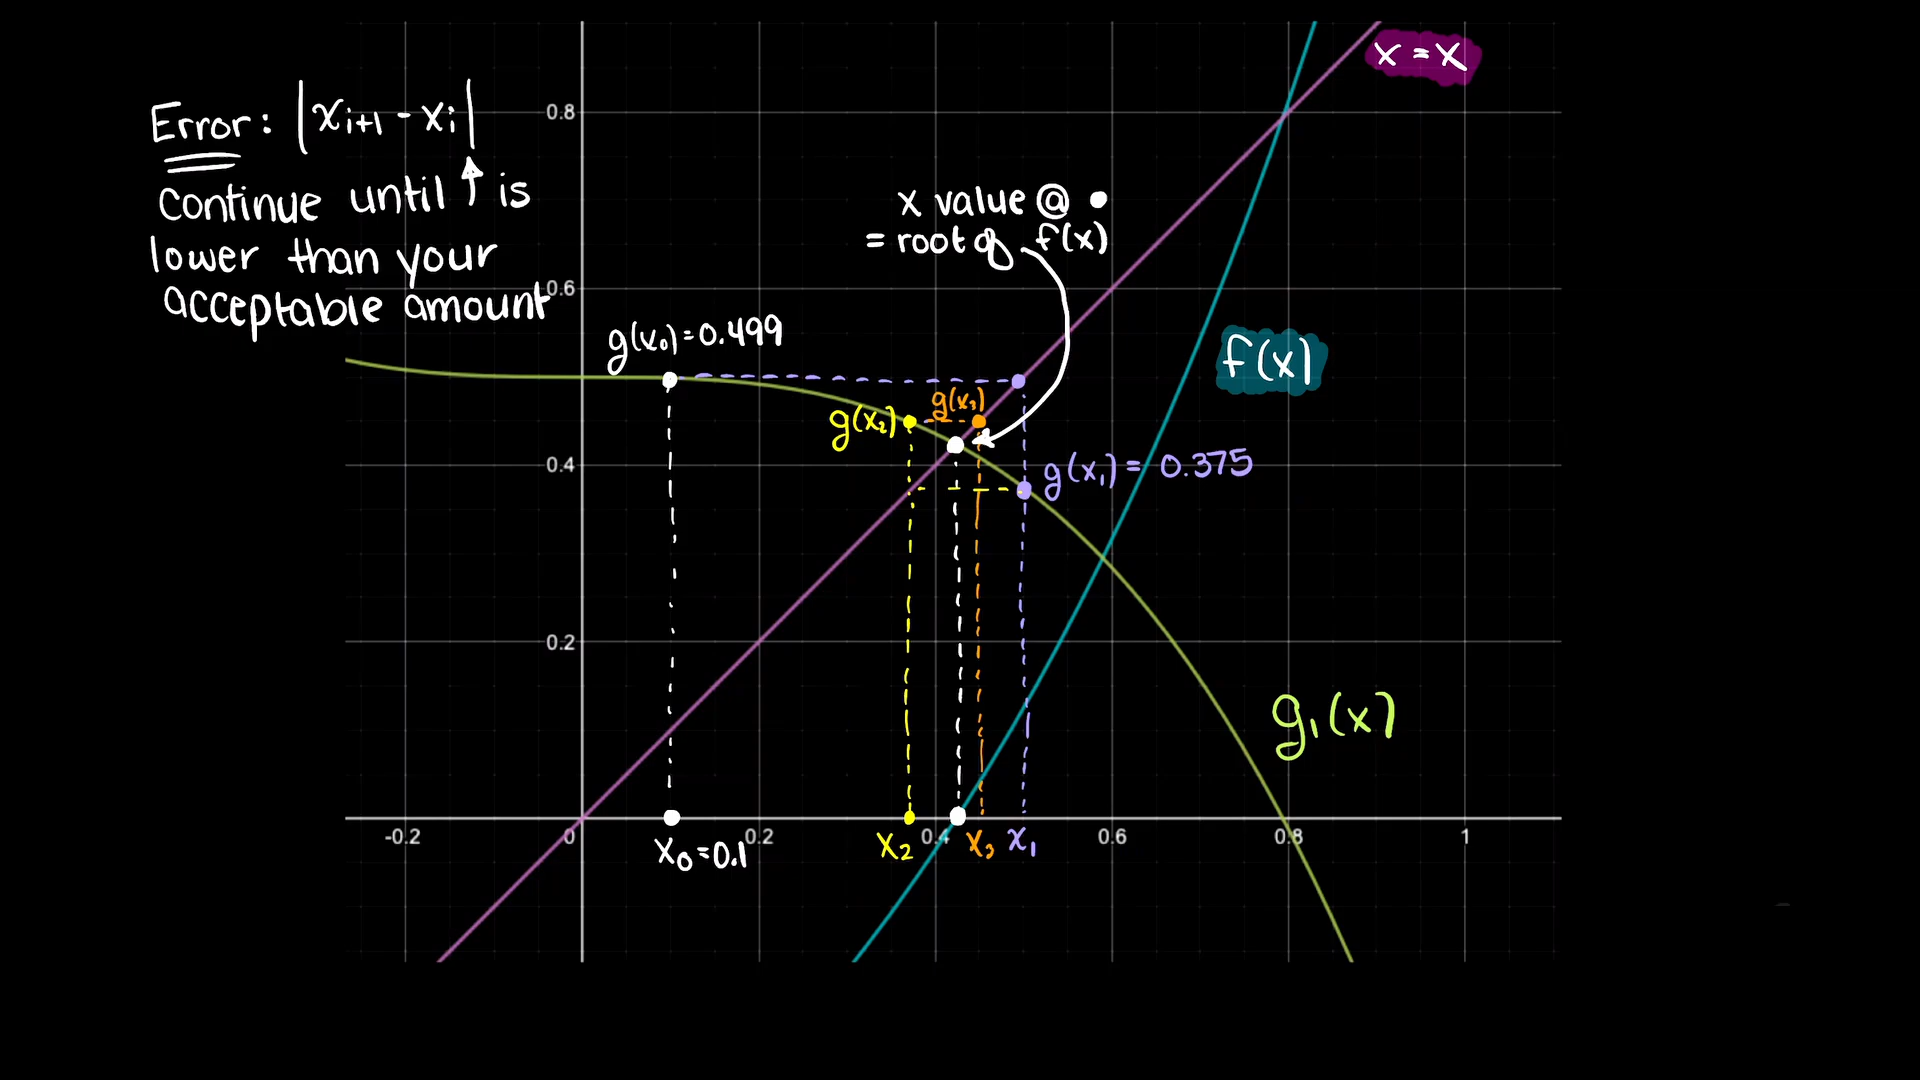 Error: |x_{i+1} - x_i|
continue until ↑ is
lower than your
acceptable amount
x = x
x value @ •
= root of f(x)
f(x)
g(x₀) = 0.499
g(x₂)
g(x₃)
g(x₁) = 0.375
g₁(x)
0.8
0.6
0.4
0.2
-0.2
0
0.2
0.4
0.6
0.8
1
x₀ = 0.1
x₂
x₃
x₁